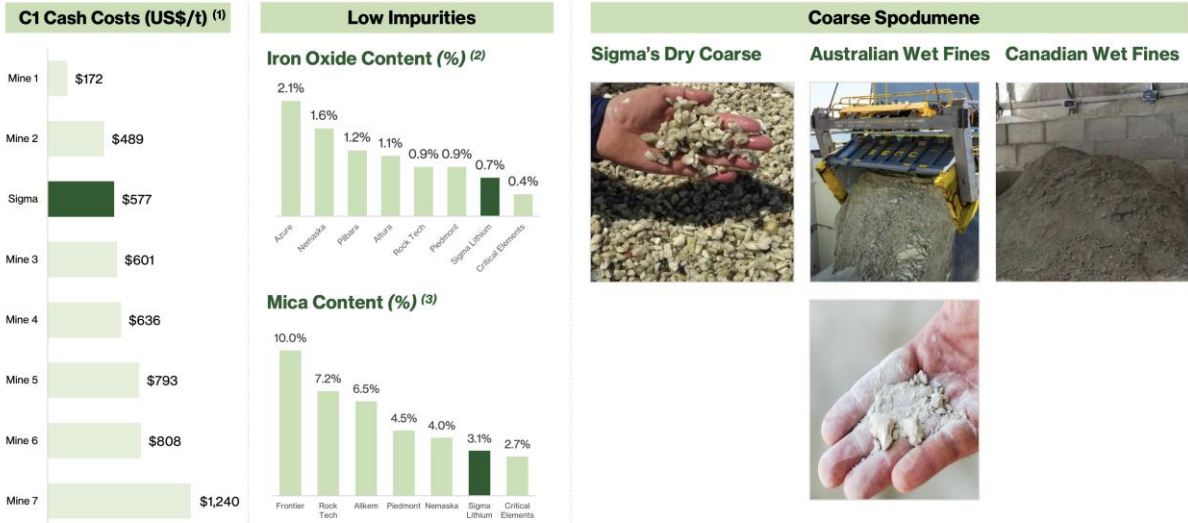 C1 Cash Costs (US$/t) (1)
Mine 1
$172
Mine 2
$489
Sigma
$577
Mine 3
$601
Mine 4
$636
Mine 5
$793
Mine 6
$808
Mine 7
$1,240
Low Impurities
Iron Oxide Content (%) (2)
2.1%
1.6%
1.2%
1.1%
0.9%
0.9%
0.7%
0.4%
Azure
Nemaska
Pilbara
Altura
Rock Tech
Piedmont
Sigma Lithium
Critical Elements
Mica Content (%) (3)
10.0%
7.2%
6.5%
4.5%
4.0%
3.1%
2.7%
Frontier
Rock
Tech
Allkem
Piedmont
Nemaska
Sigma
Lithium
Critical
Elements
Coarse Spodumene
Sigma's Dry Coarse
Australian Wet Fines
Canadian Wet Fines